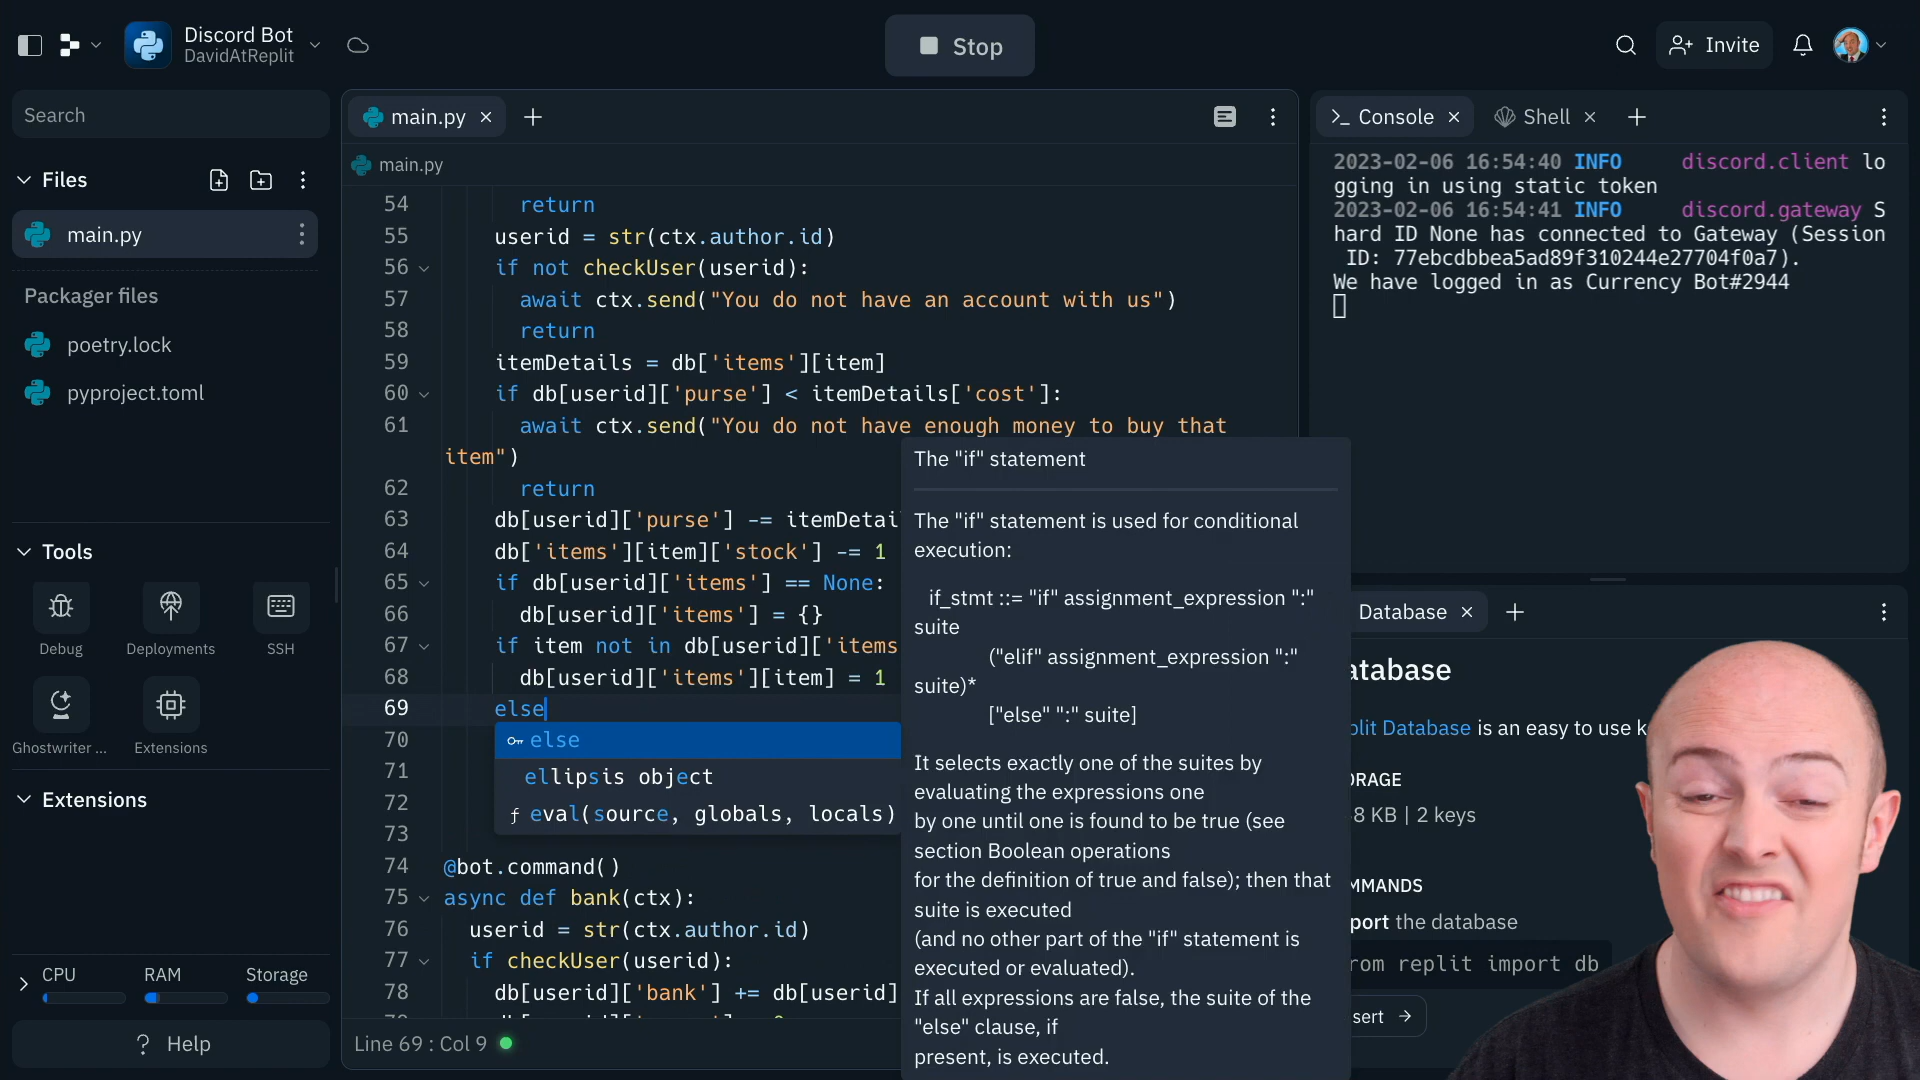 Discord Bot
DavidAtReplit
Stop
Invite
Search
Files
main.py
Packager files
poetry.lock
pyproject.toml
Tools
Debug
Deployments
SSH
Ghostwriter ...
Extensions
Extensions
CPU
RAM
Storage
? Help
main.py
main.py
54 return
55 userid = str(ctx.author.id)
56 if not checkUser(userid):
57 await ctx.send("You do not have an account with us")
58 return
59 itemDetails = db['items'][item]
60 if db[userid]['purse'] < itemDetails['cost']:
61 await ctx.send("You do not have enough money to buy that
item")
62 return
63 db[userid]['purse'] -= itemDetai
64 db['items'][item]['stock'] -= 1
65 if db[userid]['items'] == None:
66 db[userid]['items'] = {}
67 if item not in db[userid]['items
68 db[userid]['items'][item] = 1
69 else
70
71
72
73
else
ellipsis object
eval(source, globals, locals)
74 @bot.command()
75 async def bank(ctx):
76 userid = str(ctx.author.id)
77 if checkUser(userid):
78 db[userid]['bank'] += db[userid]
Line 69 : Col 9
The "if" statement
The "if" statement is used for conditional
execution:
if_stmt ::= "if" assignment_expression ":"
suite
("elif" assignment_expression ":"
suite)*
["else" ":" suite]
It selects exactly one of the suites by
evaluating the expressions one
by one until one is found to be true (see
section Boolean operations
for the definition of true and false); then that
suite is executed
(and no other part of the "if" statement is
executed or evaluated).
If all expressions are false, the suite of the
"else" clause, if
present, is executed.
>_ Console
Shell
2023-02-06 16:54:40 INFO discord.client lo
gging in using static token
2023-02-06 16:54:41 INFO discord.gateway S
hard ID None has connected to Gateway (Session
ID: 77ebcdbbea5ad89f310244e27704f0a7).
We have logged in as Currency Bot#2944
Database
atabase
plit Database is an easy to use k
ORAGE
8 KB | 2 keys
MMANDS
port the database
rom replit import db
sert →